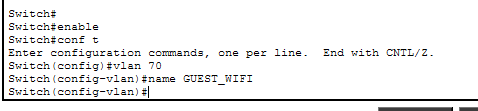 Switch#
Switch#enable
Switch#conf t
Enter configuration commands, one per line.  End with CNTL/Z.
Switch(config)#vlan 70
Switch(config-vlan)#name GUEST_WIFI
Switch(config-vlan)#